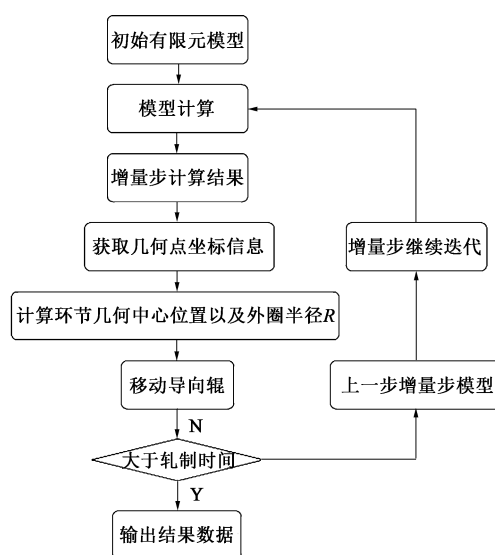 初始有限元模型
模型计算
增量步计算结果
获取几何点坐标信息
增量步继续迭代
计算环节几何中心位置以及外圈半径R
移动导向辊
上一步增量步模型
N
大于轧制时间
Y
输出结果数据